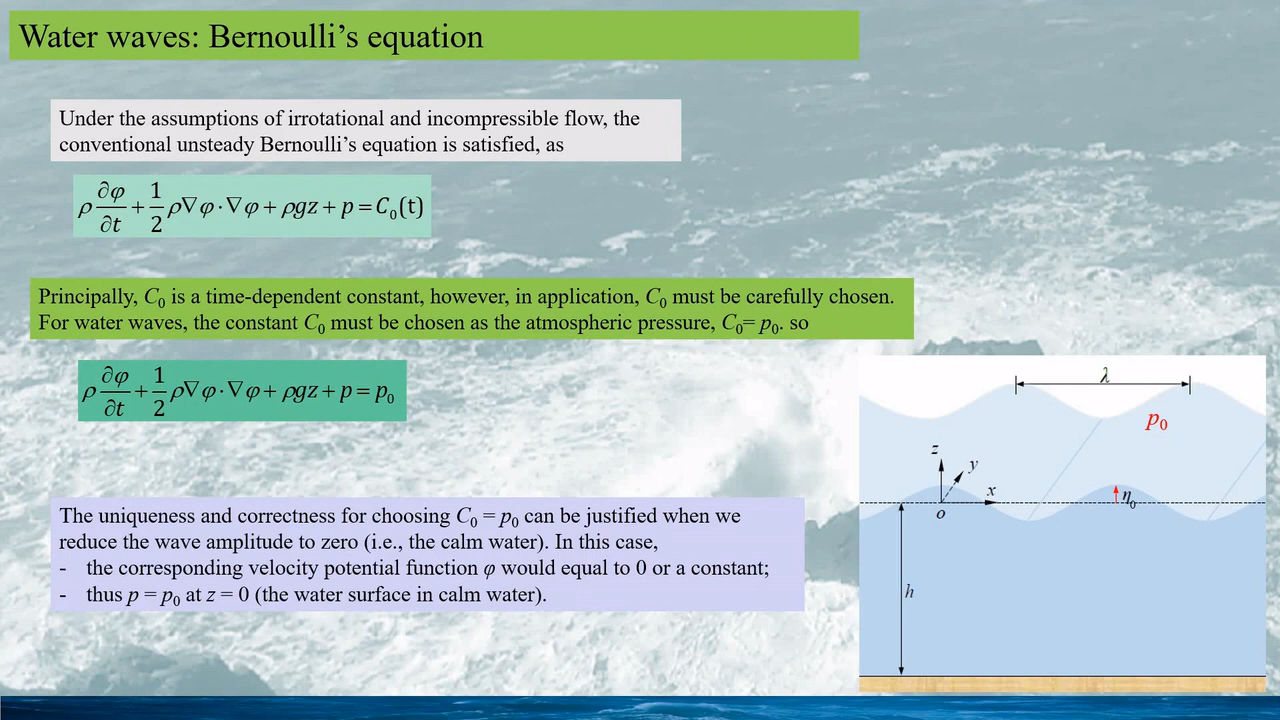 Water waves: Bernoulli’s equation
Under the assumptions of irrotational and incompressible flow, the
conventional unsteady Bernoulli’s equation is satisfied, as
ρ ∂φ/∂t + 1/2 ρ∇φ·∇φ + ρgz + p = C₀(t)
Principally, C₀ is a time-dependent constant, however, in application, C₀ must be carefully chosen.
For water waves, the constant C₀ must be chosen as the atmospheric pressure, C₀= p₀. so
ρ ∂φ/∂t + 1/2 ρ∇φ·∇φ + ρgz + p = p₀
The uniqueness and correctness for choosing C₀ = p₀ can be justified when we
reduce the wave amplitude to zero (i.e., the calm water). In this case,
- the corresponding velocity potential function φ would equal to 0 or a constant;
- thus p = p₀ at z = 0 (the water surface in calm water).
λ
p₀
z
y
x
η₀
o
h